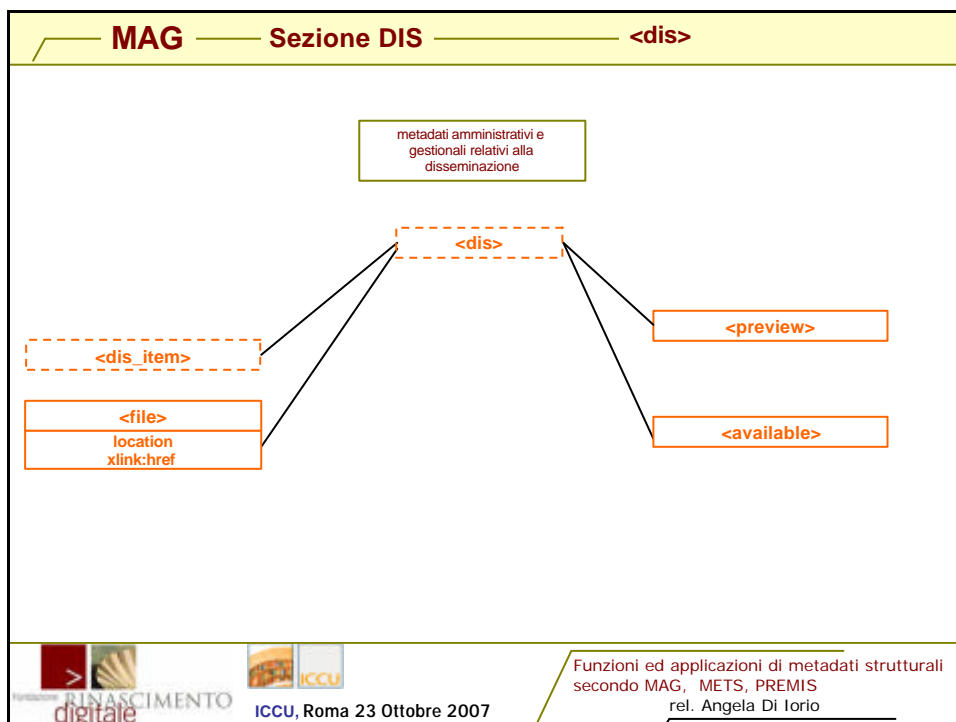 MAG Sezione DIS <dis>
metadati amministrativi e
gestionali relativi alla
disseminazione
<dis>
<preview>
<dis_item>
<file>
location
xlink:href
<available>
Fondazione
RINASCIMENTO
digitale
ICCU
ICCU, Roma 23 Ottobre 2007
Funzioni ed applicazioni di metadati strutturali
secondo MAG, METS, PREMIS
rel. Angela Di Iorio